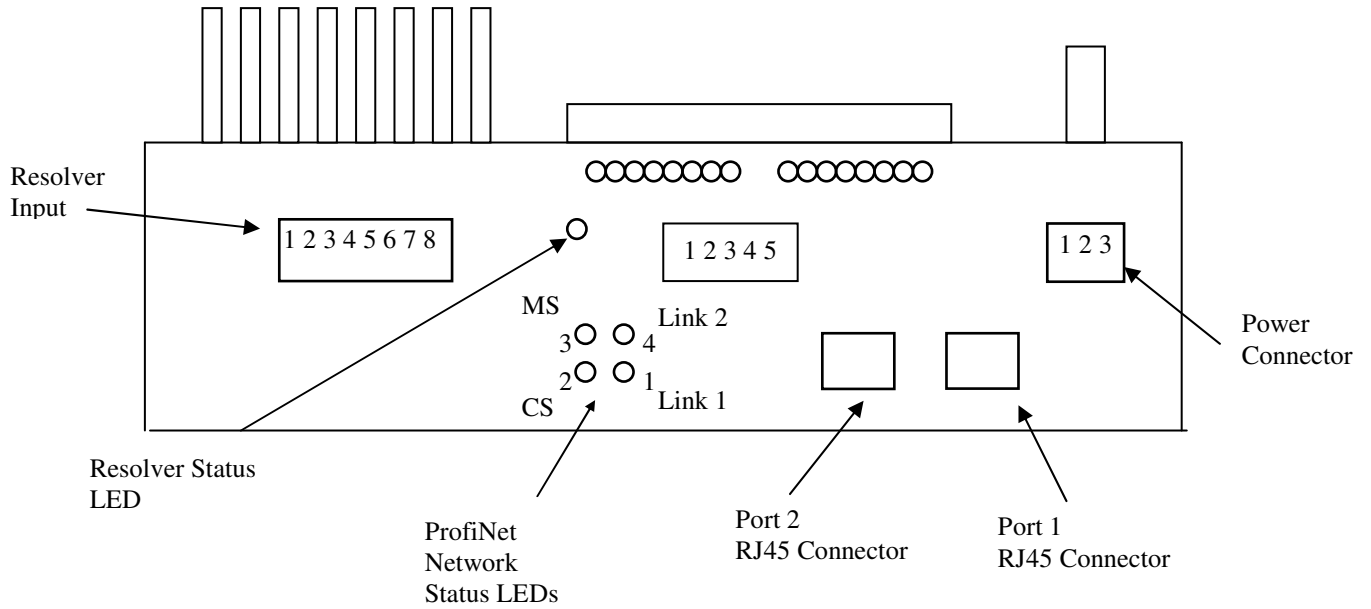 Resolver
Input
1 2 3 4 5 6 7 8
1 2 3 4 5
1 2 3
MS
Link 2
3
4
2
1
CS
Link 1
Power
Connector
Resolver Status
LED
ProfiNet
Network
Status LEDs
Port 2
RJ45 Connector
Port 1
RJ45 Connector